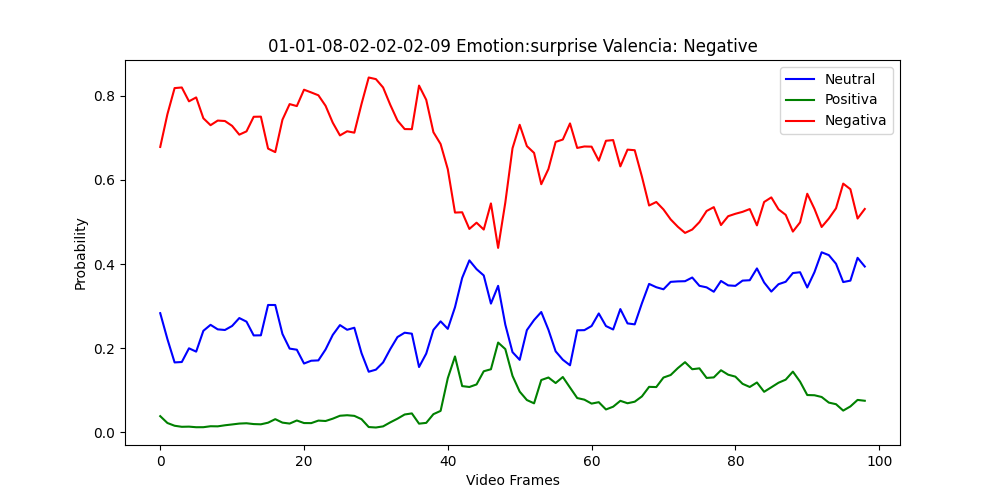 01-01-08-02-02-02-09 Emotion:surprise Valencia: Negative
Neutral
Positiva
Negativa
Probability
0.8
0.6
0.4
0.2
0.0
0 20 40 60 80 100
Video Frames